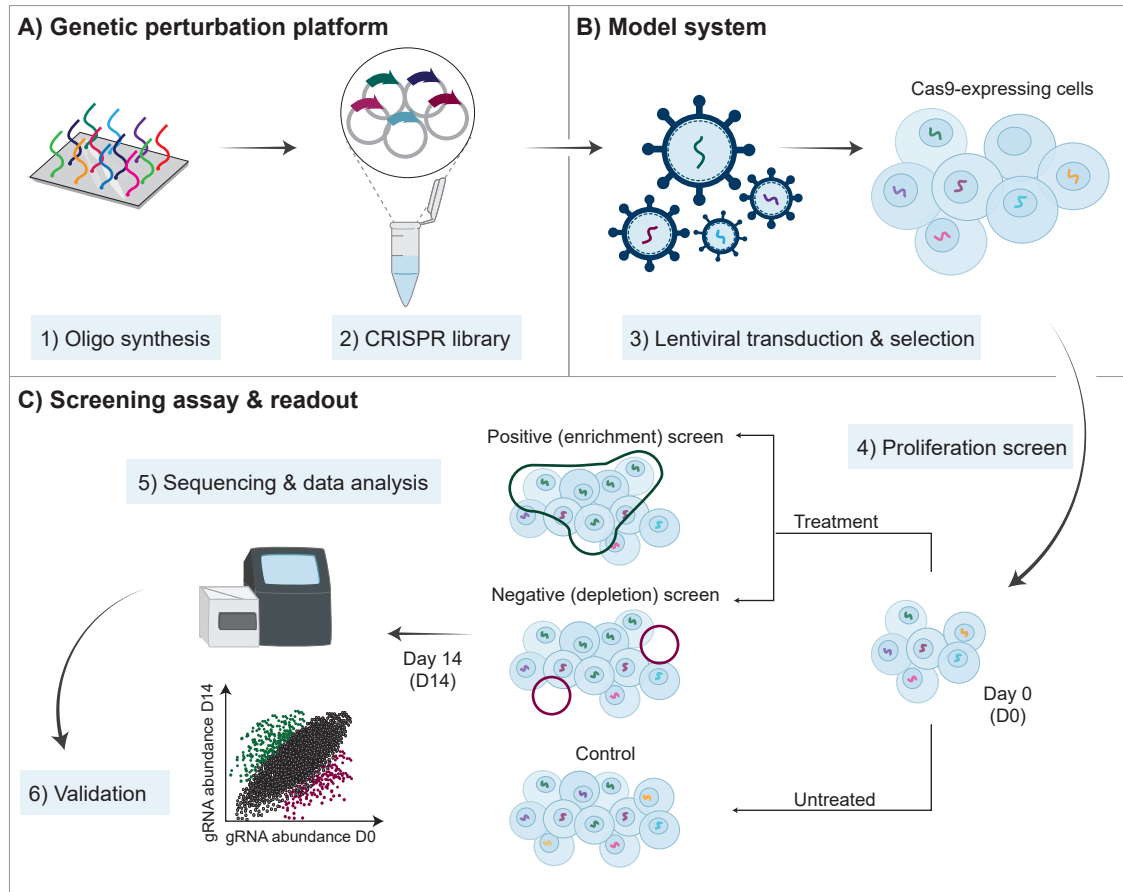 A) Genetic perturbation platform
1) Oligo synthesis
2) CRISPR library
B) Model system
Cas9-expressing cells
3) Lentiviral transduction & selection
C) Screening assay & readout
4) Proliferation screen
Day 0
(D0)
Treatment
Untreated
Positive (enrichment) screen
Negative (depletion) screen
Control
Day 14
(D14)
5) Sequencing & data analysis
gRNA abundance D14
gRNA abundance D0
6) Validation